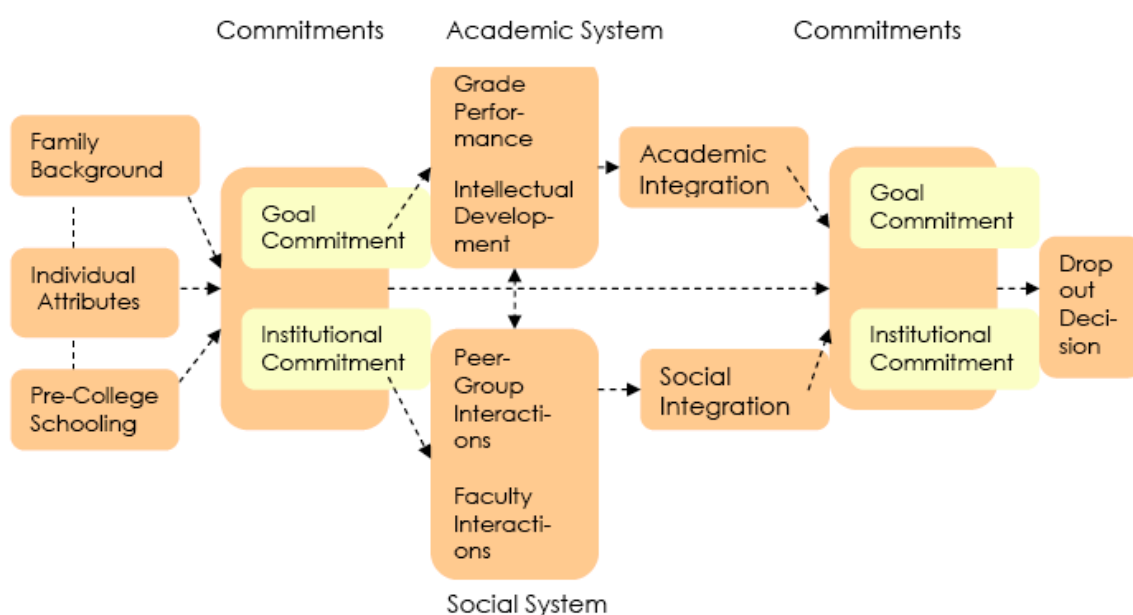 Commitments
Academic System
Commitments
Family
Background
Individual
Attributes
Pre-College
Schooling
Goal
Commitment
Institutional
Commitment
Grade
Perfor-
mance
Intellectual
Develop-
ment
Peer-
Group
Interacti-
ons
Faculty
Interacti-
ons
Social System
Academic
Integration
Social
Integration
Goal
Commitment
Institutional
Commitment
Drop
out
Deci-
sion